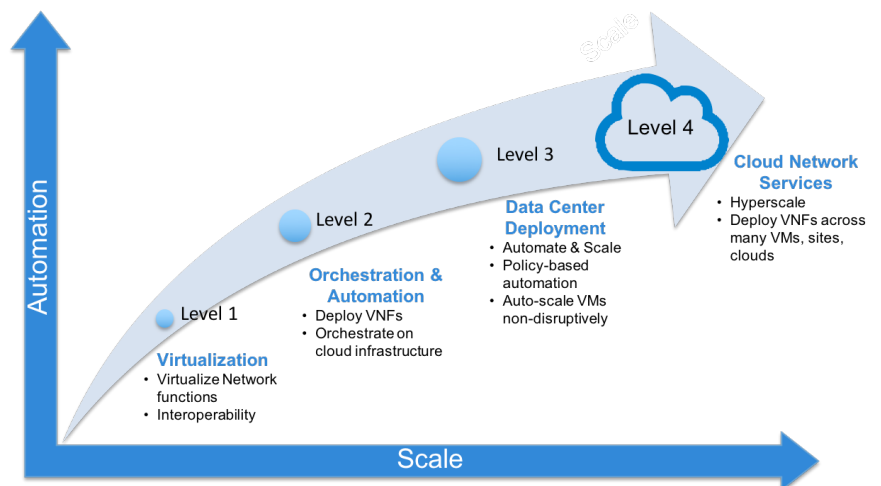 Scale
Automation
Level 4
Level 3
Level 2
Level 1
Cloud Network
Services
• Hyperscale
• Deploy VNFs across
many VMs, sites,
clouds
Data Center
Deployment
• Automate & Scale
• Policy-based
automation
• Auto-scale VMs
non-disruptively
Orchestration &
Automation
• Deploy VNFs
• Orchestrate on
cloud infrastructure
Virtualization
• Virtualize Network
functions
• Interoperability
Scale